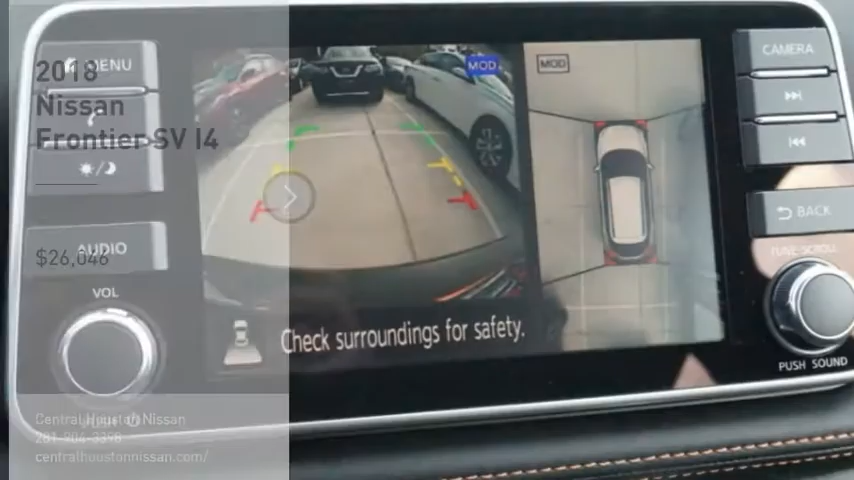 2018
Nissan
Frontier SV I4
$26,046
Central Houston Nissan
281-904-3398
centralhoustonnissan.com/
MENU
AUDIO
VOL
MOD
MOD
Check surroundings for safety.
CAMERA
BACK
TUNE·SCROLL
PUSH SOUND